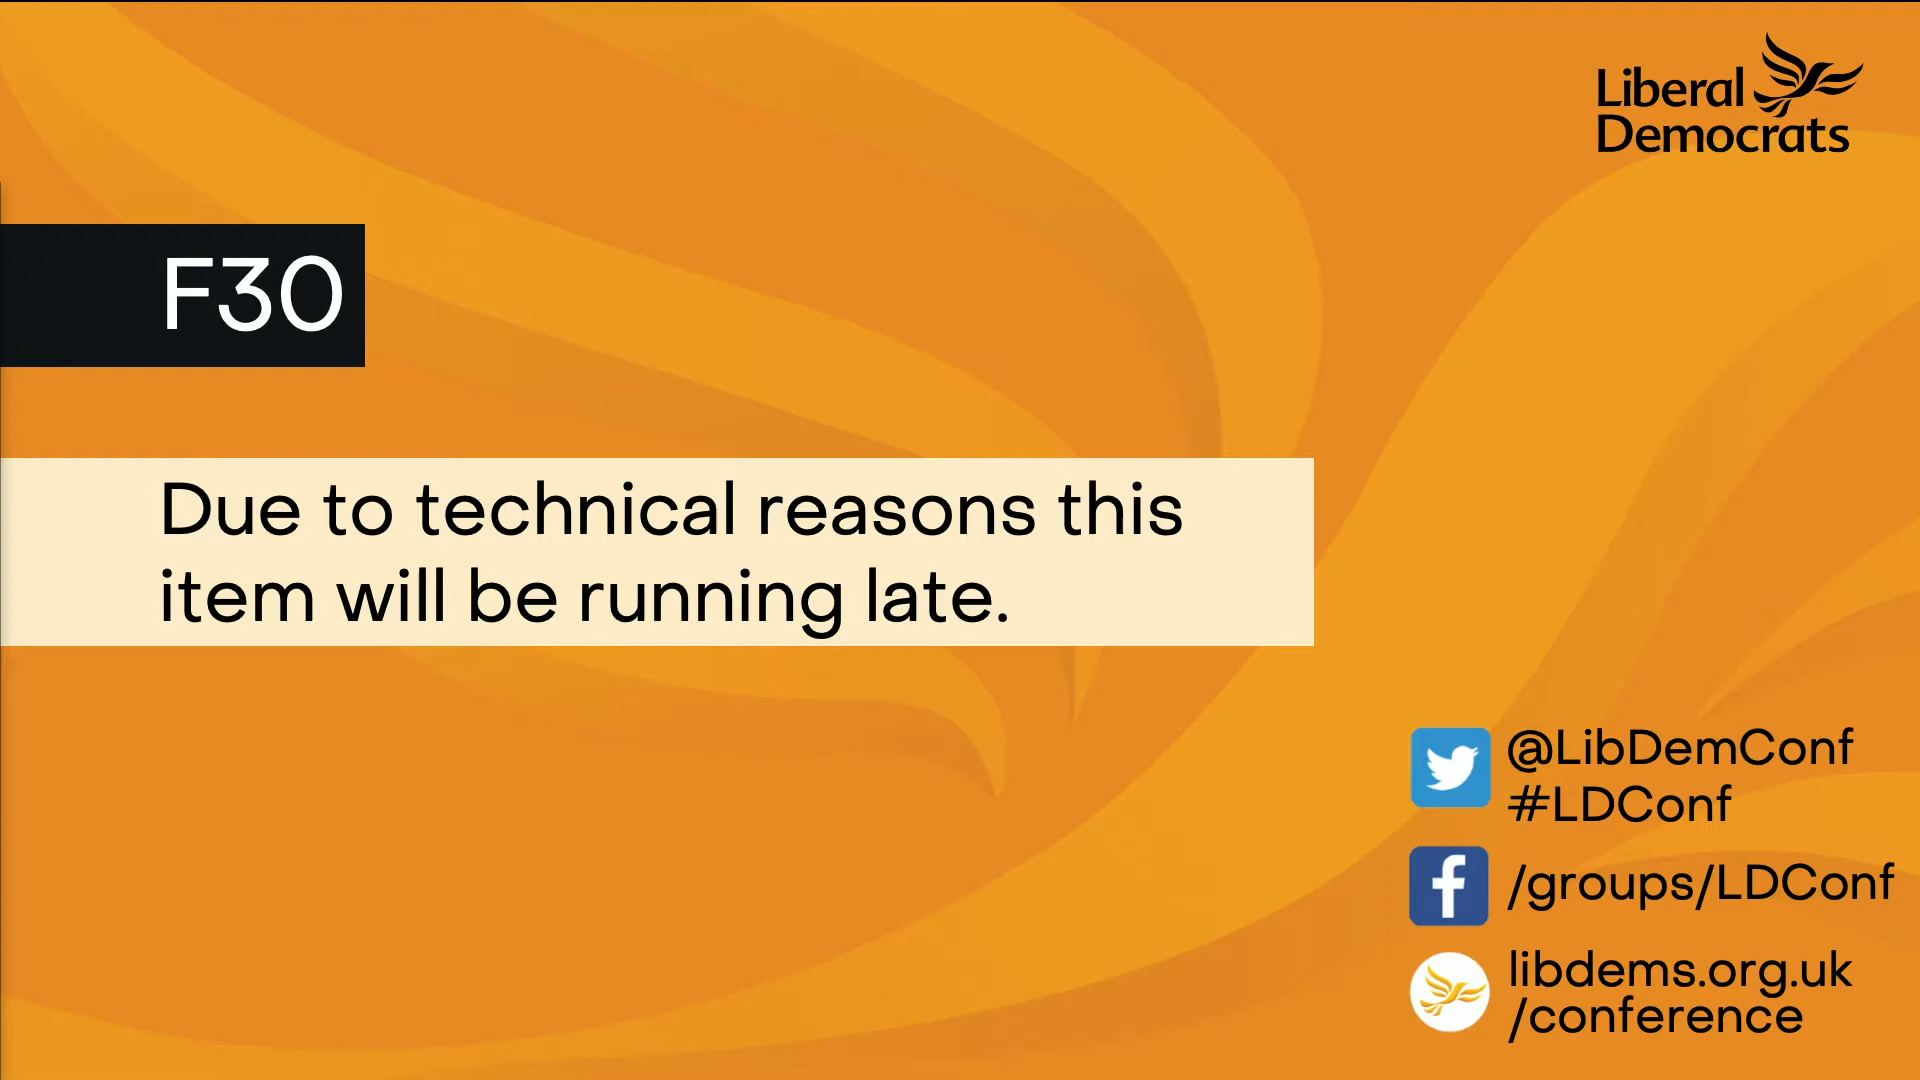 Liberal
Democrats
F30
Due to technical reasons this
item will be running late.
@LibDemConf
#LDConf
/groups/LDConf
libdems.org.uk
/conference